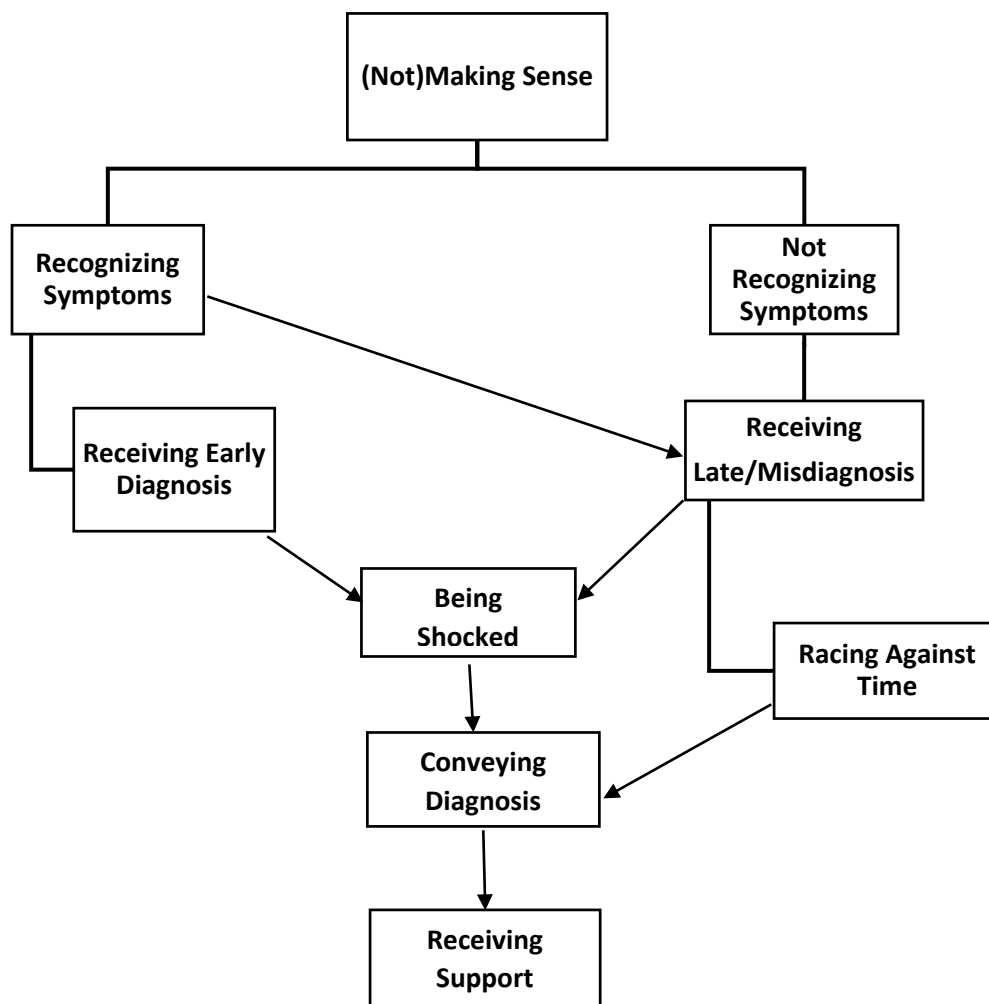 (Not)Making Sense
Recognizing
Symptoms
Not
Recognizing
Symptoms
Receiving Early
Diagnosis
Receiving
Late/Misdiagnosis
Being
Shocked
Racing Against
Time
Conveying
Diagnosis
Receiving
Support